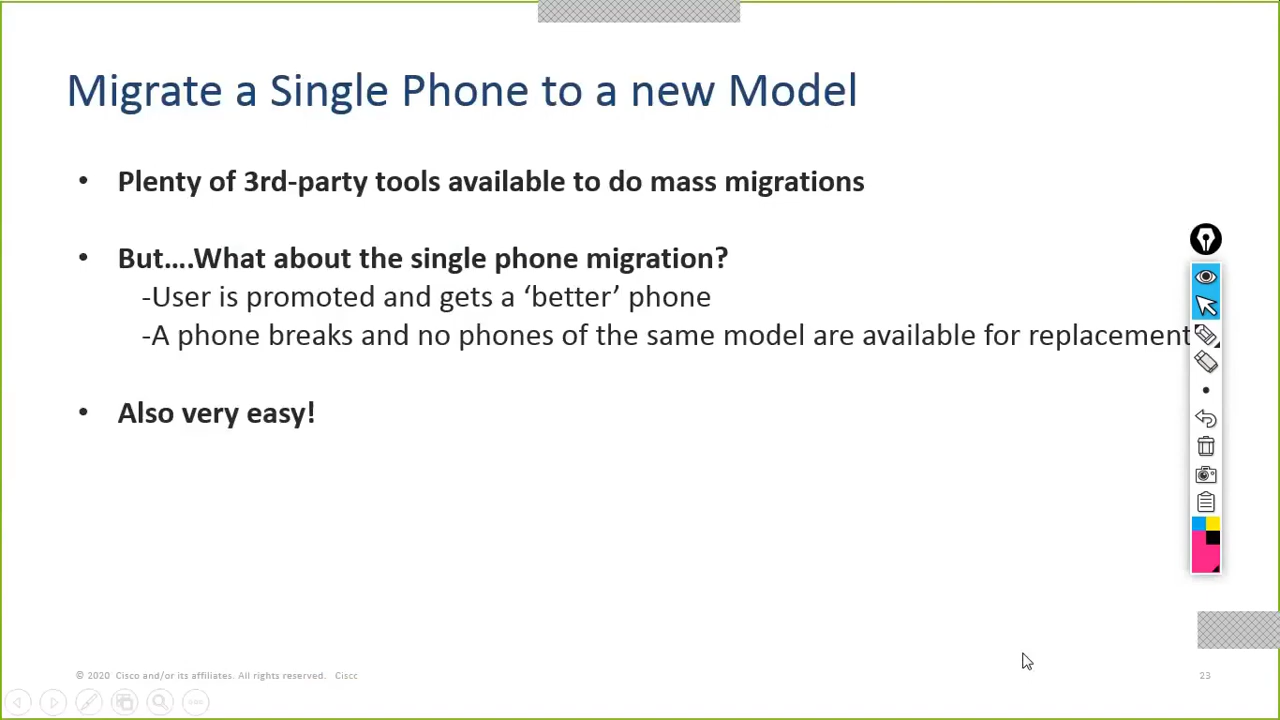 Migrate a Single Phone to a new Model
• Plenty of 3rd-party tools available to do mass migrations
• But....What about the single phone migration?
-User is promoted and gets a ‘better’ phone
-A phone breaks and no phones of the same model are available for replacement
• Also very easy!
© 2020 Cisco and/or its affiliates. All rights reserved. Ciscc
23